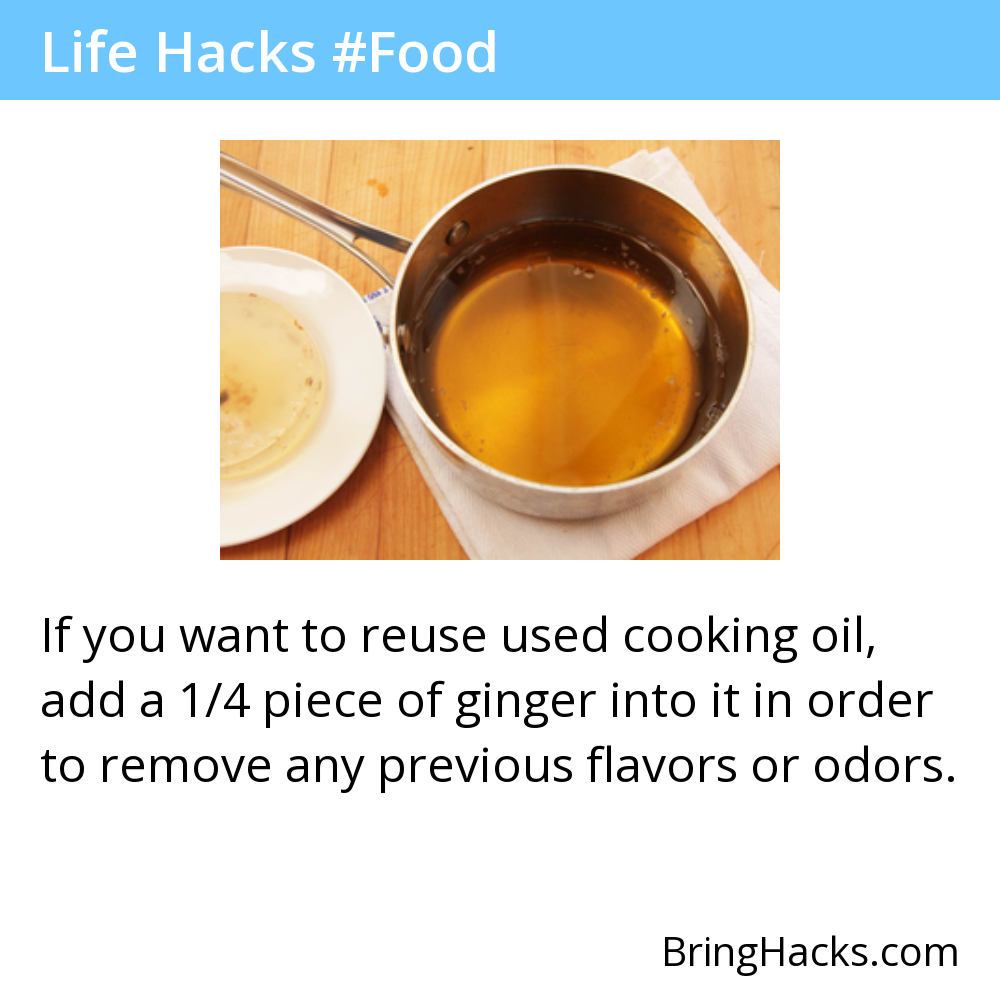 Life Hacks #Food
If you want to reuse used cooking oil,
add a 1/4 piece of ginger into it in order
to remove any previous flavors or odors.
BringHacks.com